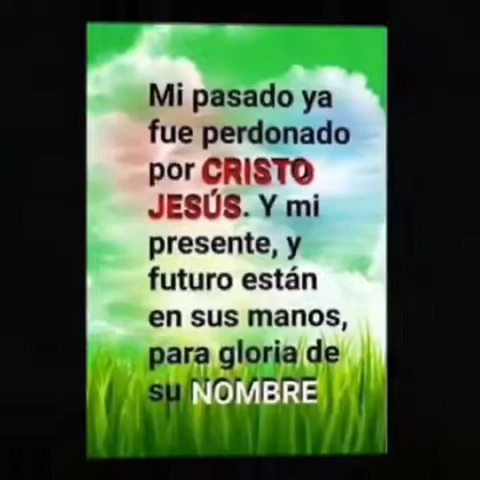 Mi pasado ya
fue perdonado
por CRISTO
JESÚS. Y mi
presente, y
futuro están
en sus manos,
para gloria de
su NOMBRE